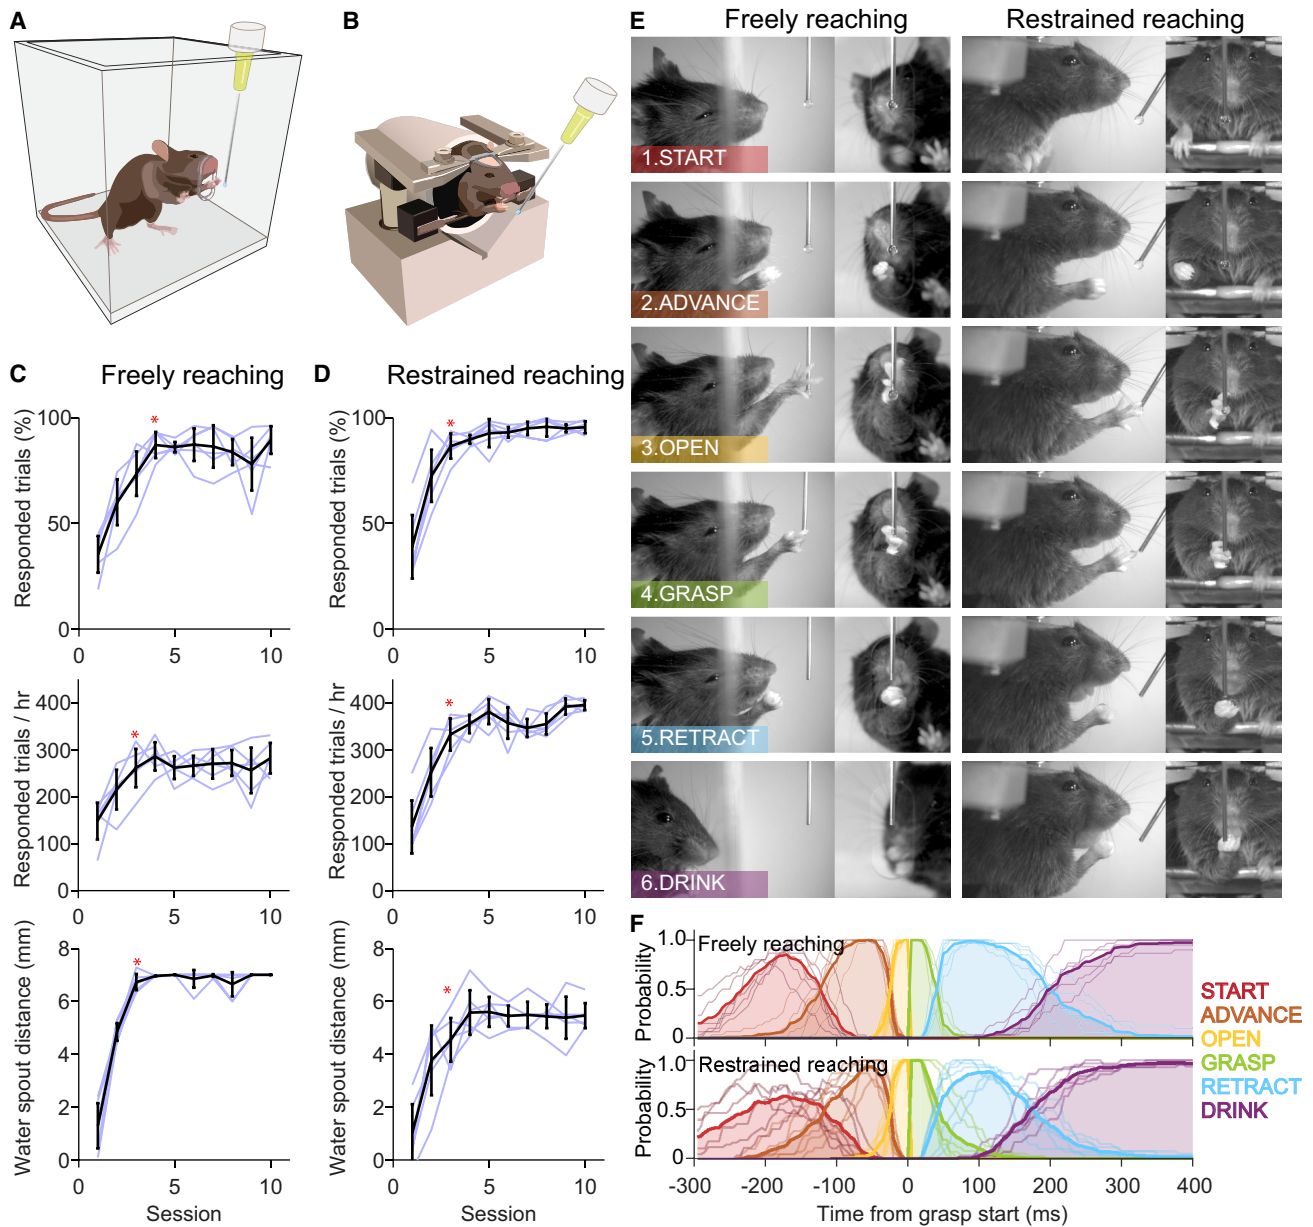 A
B
E
Freely reaching
Restrained reaching
1.START
2.ADVANCE
3.OPEN
4.GRASP
5.RETRACT
6.DRINK
C
Freely reaching
D
Restrained reaching
Responded trials (%)
100
50
0
0
5
10
*
Responded trials (%)
100
50
0
0
5
10
*
Responded trials / hr
400
300
200
100
0
0
5
10
*
Responded trials / hr
400
300
200
100
0
0
5
10
*
Water spout distance (mm)
8
6
4
2
0
0
5
10
*
Session
Water spout distance (mm)
8
6
4
2
0
0
5
10
*
Session
F
Freely reaching
Probability
1.0
0.5
0
Restrained reaching
Probability
1.0
0.5
0
-300
-200
-100
0
100
200
300
400
Time from grasp start (ms)
START
ADVANCE
OPEN
GRASP
RETRACT
DRINK